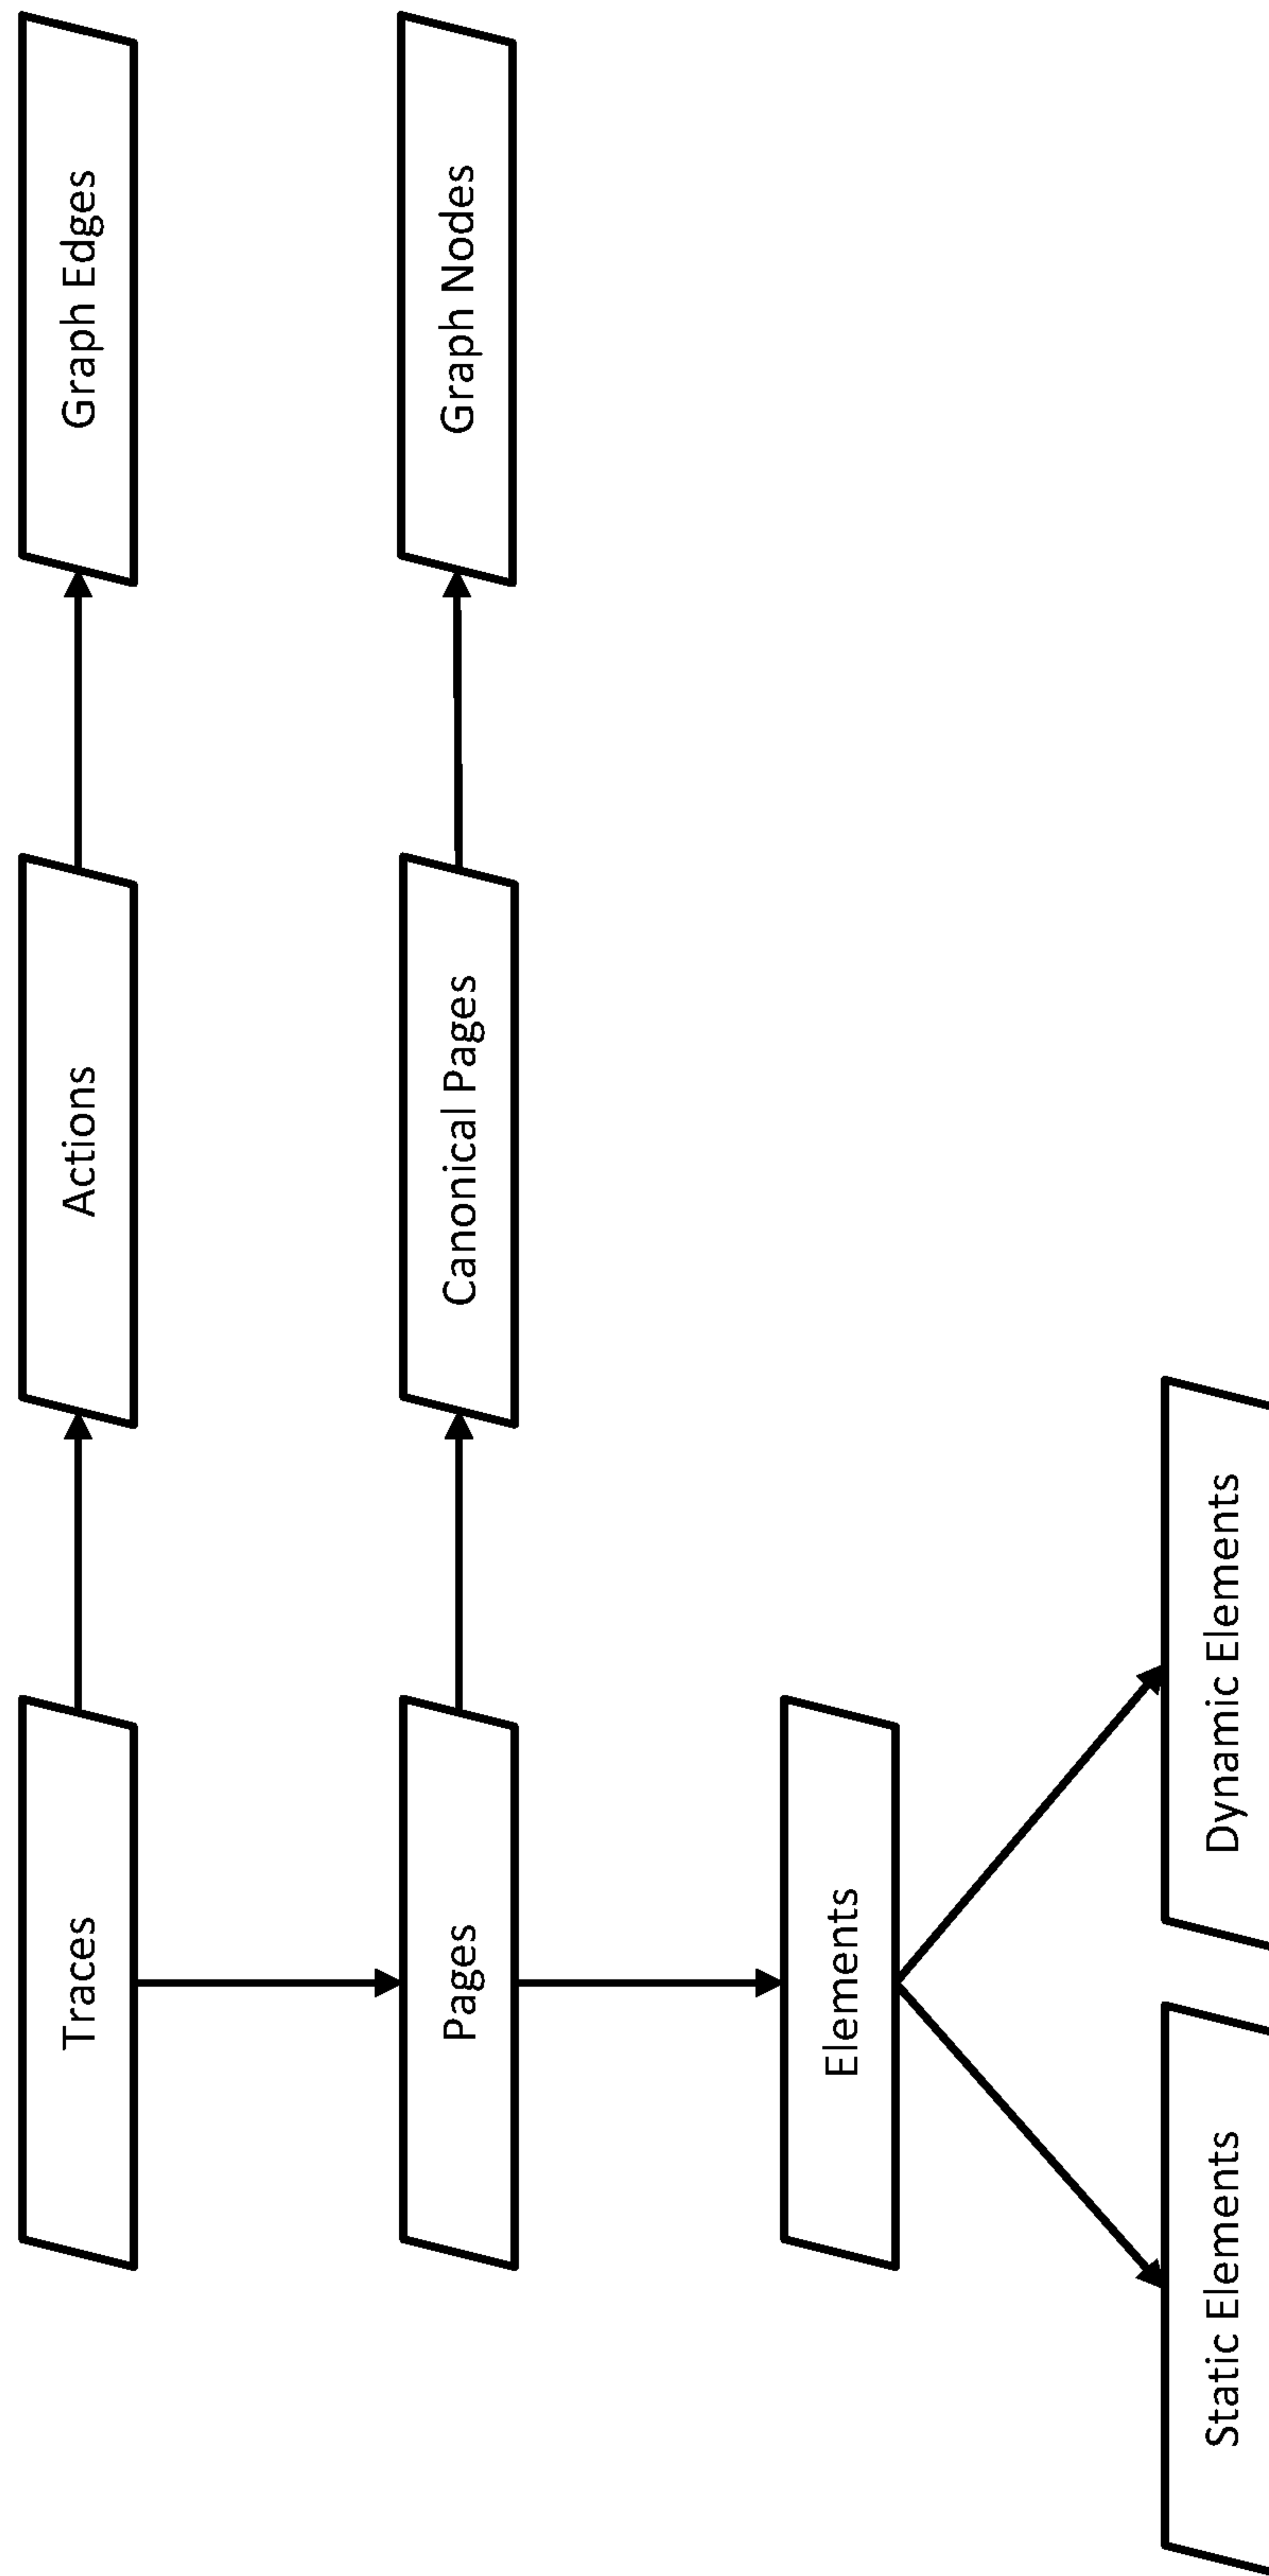 Traces
Actions
Graph Edges
Pages
Canonical Pages
Graph Nodes
Elements
Static Elements
Dynamic Elements